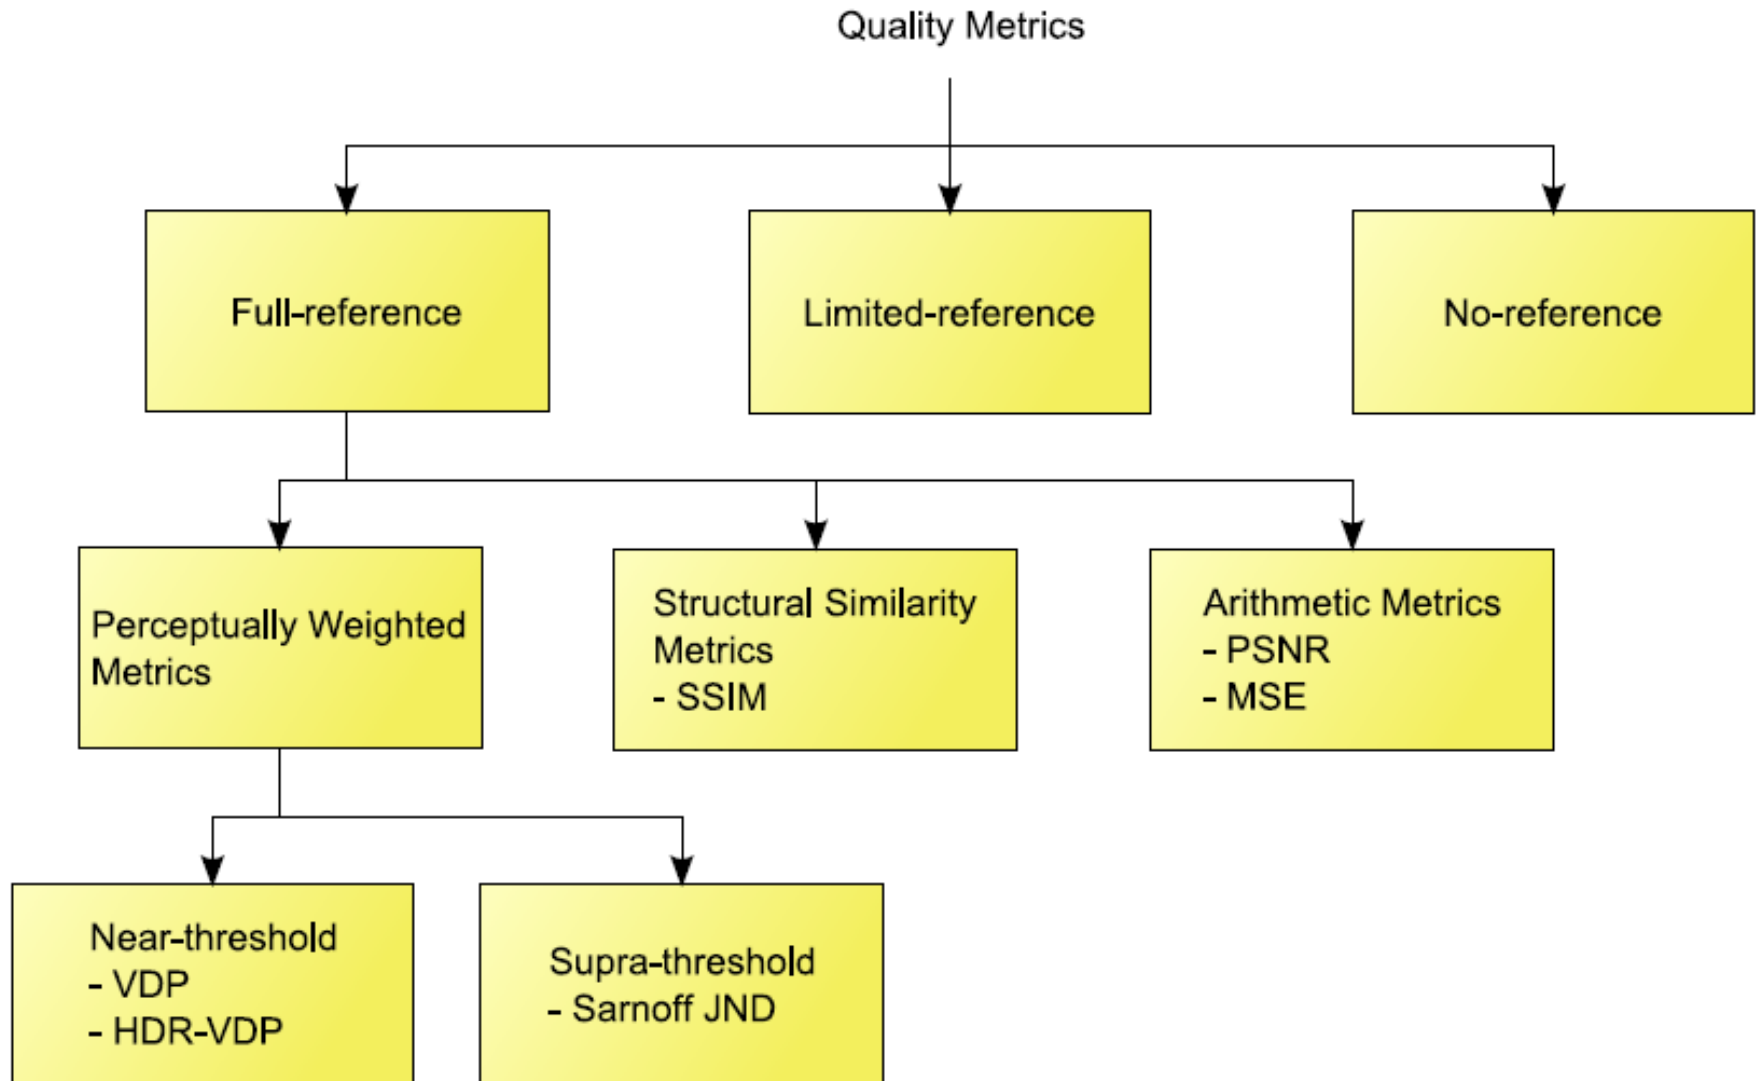 Quality Metrics
Full-reference
Limited-reference
No-reference
Perceptually Weighted
Metrics
Structural Similarity
Metrics
- SSIM
Arithmetic Metrics
- PSNR
- MSE
Near-threshold
- VDP
- HDR-VDP
Supra-threshold
- Sarnoff JND